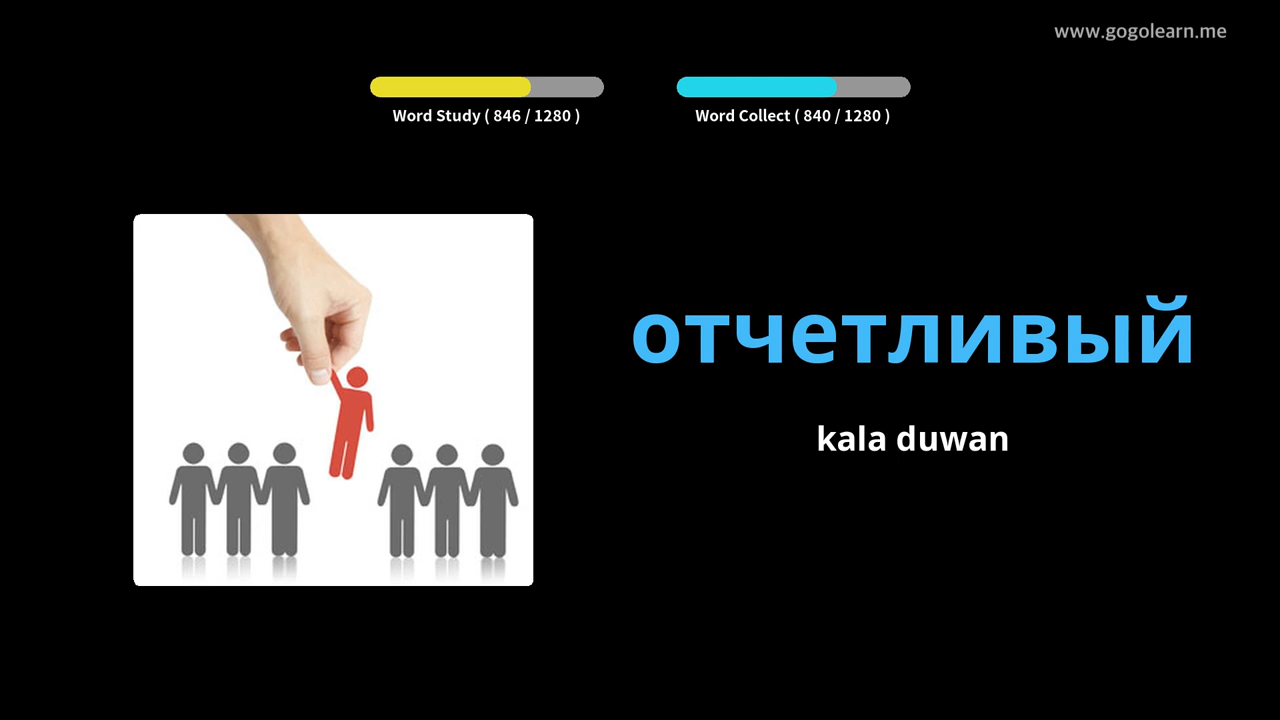 www.gogolearn.me
Word Study ( 846 / 1280 )
Word Collect ( 840 / 1280 )
отчетливый
kala duwan